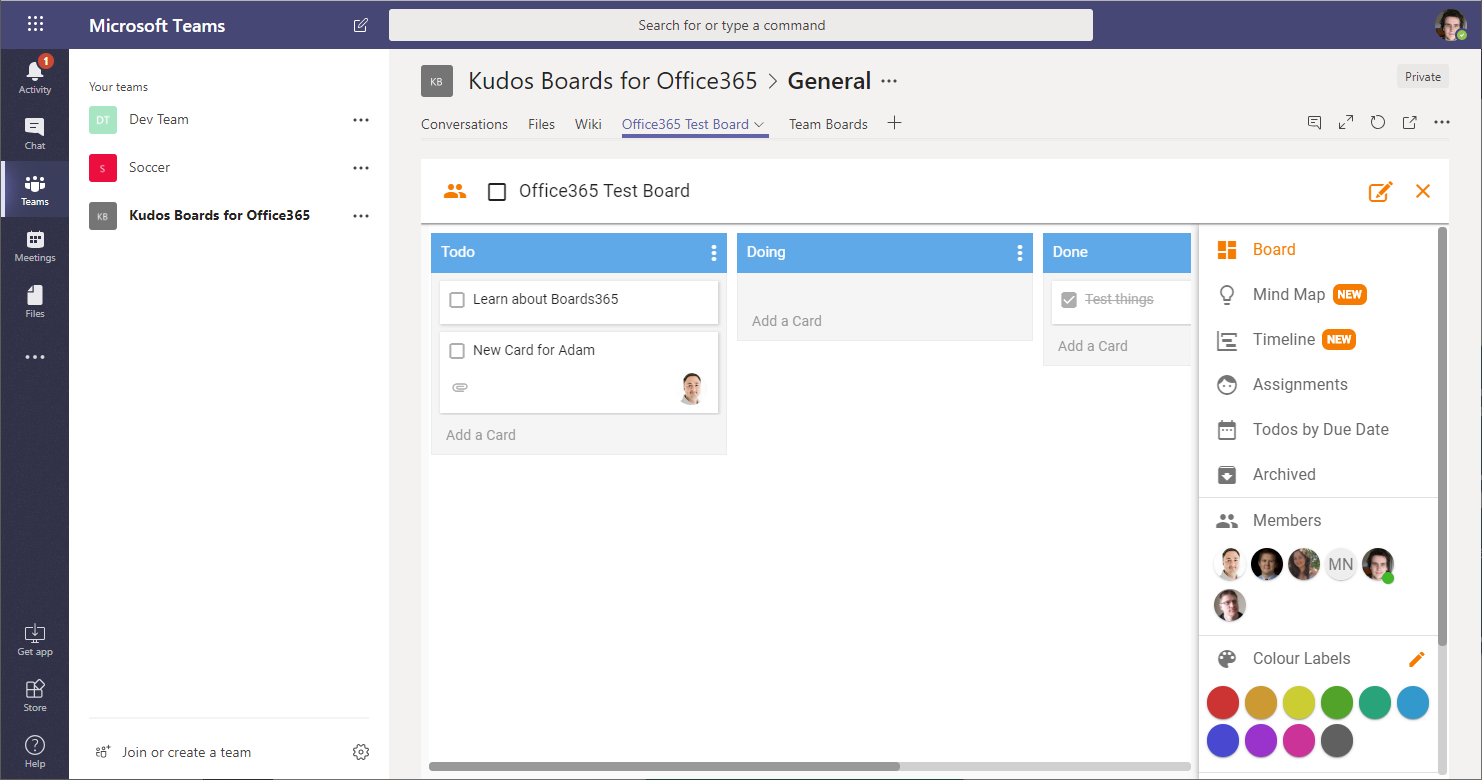 Microsoft Teams
Search for or type a command
1
Activity
Chat
Teams
Meetings
Files
Get app
Store
Help
Your teams
DT Dev Team
S Soccer
KB Kudos Boards for Office365
Join or create a team
KB Kudos Boards for Office365 > General
Private
Conversations Files Wiki Office365 Test Board Team Boards
Office365 Test Board
Todo
Learn about Boards365
New Card for Adam
Add a Card
Doing
Add a Card
Done
Test things
Add a Card
Board
Mind Map NEW
Timeline NEW
Assignments
Todos by Due Date
Archived
Members
MN
Colour Labels